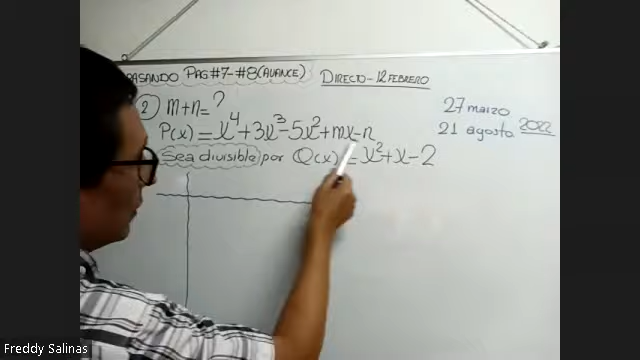 PASANDO PAG#7-#8(AVANCE) DIRECTO-12 FEBRERO
2) m+n=?
P(x)=x⁴+3x³-5x²+mx-n
Sea divisible por Q(x)=x²+x-2
27 marzo
21 agosto 2022
Freddy Salinas